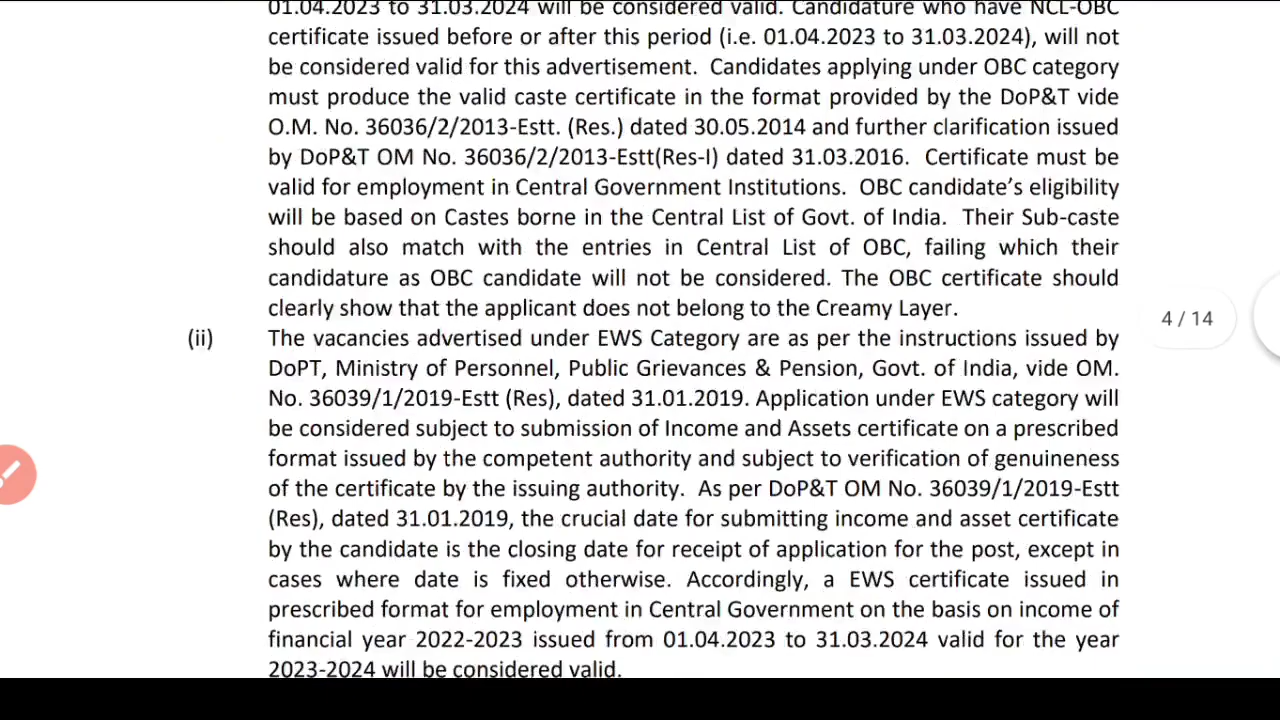 01.04.2023 to 31.03.2024 will be considered valid. Candidature who have NCL-OBC
certificate issued before or after this period (i.e. 01.04.2023 to 31.03.2024), will not
be considered valid for this advertisement. Candidates applying under OBC category
must produce the valid caste certificate in the format provided by the DoP&T vide
O.M. No. 36036/2/2013-Estt. (Res.) dated 30.05.2014 and further clarification issued
by DoP&T OM No. 36036/2/2013-Estt(Res-I) dated 31.03.2016. Certificate must be
valid for employment in Central Government Institutions. OBC candidate's eligibility
will be based on Castes borne in the Central List of Govt. of India. Their Sub-caste
should also match with the entries in Central List of OBC, failing which their
candidature as OBC candidate will not be considered. The OBC certificate should
clearly show that the applicant does not belong to the Creamy Layer.
4 / 14
(ii) The vacancies advertised under EWS Category are as per the instructions issued by
DoPT, Ministry of Personnel, Public Grievances & Pension, Govt. of India, vide OM.
No. 36039/1/2019-Estt (Res), dated 31.01.2019. Application under EWS category will
be considered subject to submission of Income and Assets certificate on a prescribed
format issued by the competent authority and subject to verification of genuineness
of the certificate by the issuing authority. As per DoP&T OM No. 36039/1/2019-Estt
(Res), dated 31.01.2019, the crucial date for submitting income and asset certificate
by the candidate is the closing date for receipt of application for the post, except in
cases where date is fixed otherwise. Accordingly, a EWS certificate issued in
prescribed format for employment in Central Government on the basis on income of
financial year 2022-2023 issued from 01.04.2023 to 31.03.2024 valid for the year
2023-2024 will be considered valid.